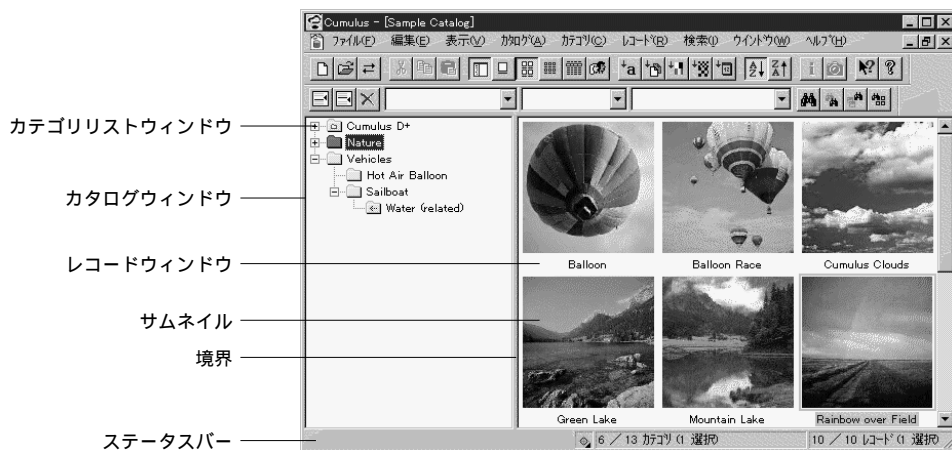 Cumulus - [Sample Catalog]
ファイル(F) 編集(E) 表示(V) カタログ(A) カテゴリ(C) レコード(R) 検索(I) ウインドウ(W) ヘルプ(H)
カテゴリリストウィンドウ
Cumulus D+
Nature
Vehicles
Hot Air Balloon
カタログウィンドウ
Sailboat
Water (related)
レコードウィンドウ
Balloon Balloon Race Cumulus Clouds
サムネイル
境界
Green Lake Mountain Lake Rainbow over Field
ステータスバー
6 / 13 カテゴリ (1 選択) 10 / 10 レコード (1 選択)